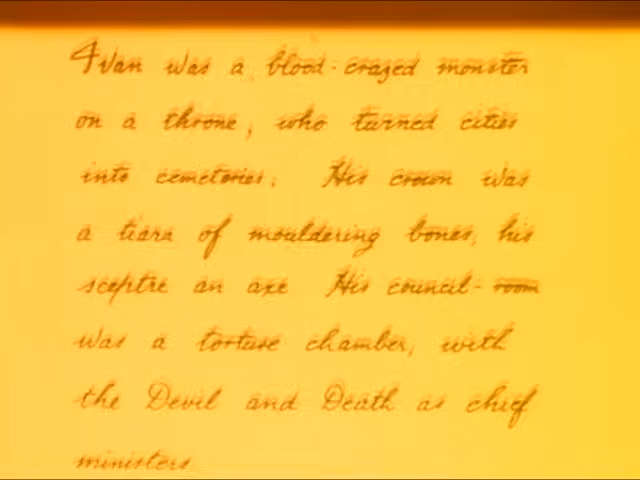 Ivan was a blood-crazed monster
on a throne, who turned cities
into cemeteries. His crown was
a tiara of mouldering bones, his
sceptre an axe His council-room
was a torture chamber, with
the Devil and Death as chief
ministers